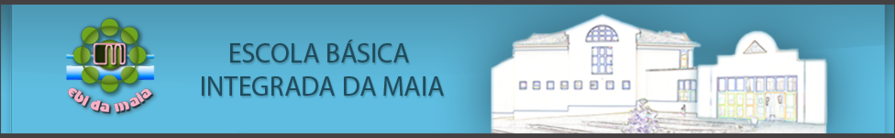 m
ebi da maia
ESCOLA BÁSICA
INTEGRADA DA MAIA